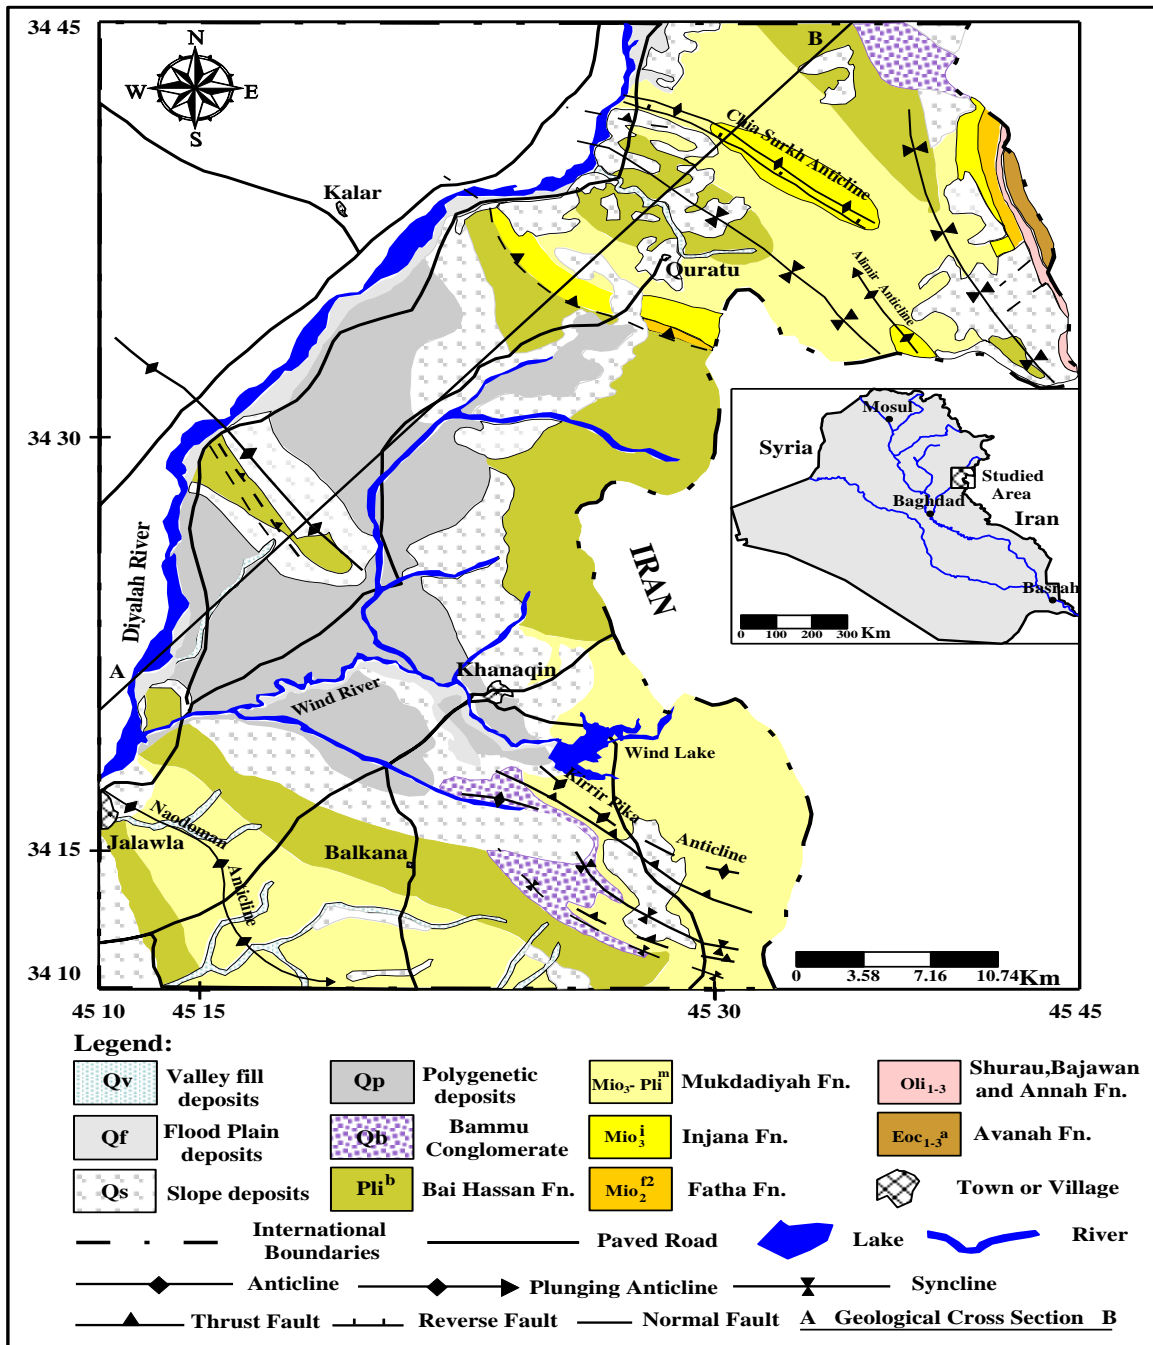 34 45
N
W E
S
B
Chia Surkh Anticline
Kalar
Quratu
Alimir Anticline
34 30
Mosul
Syria
Studied
Area
Baghdad
Iran
Basrah
0 100 200 300 Km
IRAN
Diyalah River
A
Khanaqin
Wind River
Wind Lake
Kirrir Pika
Anticline
Naodoman
Anticline
Jalawla
Balkana
34 15
34 10
0 3.58 7.16 10.74 Km
45 10 45 15 45 30 45 45
Legend:
Qv Valley fill deposits
Qp Polygenetic deposits
Mio3- Pli m Mukdadiyah Fn.
Oli1-3 Shurau,Bajawan and Annah Fn.
Qf Flood Plain deposits
Qb Bammu Conglomerate
Mio3 i Injana Fn.
Eoc1-3 a Avanah Fn.
Qs Slope deposits
Pli b Bai Hassan Fn.
Mio2 f2 Fatha Fn.
Town or Village
International Boundaries
Paved Road
Lake
River
Anticline
Plunging Anticline
Syncline
Thrust Fault
Reverse Fault
Normal Fault
A Geological Cross Section B